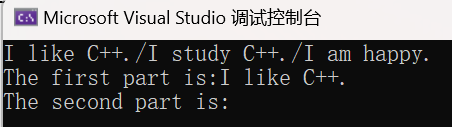 Microsoft Visual Studio 调试控制台
I like C++./I study C++./I am happy.
The first part is:I like C++.
The second part is: